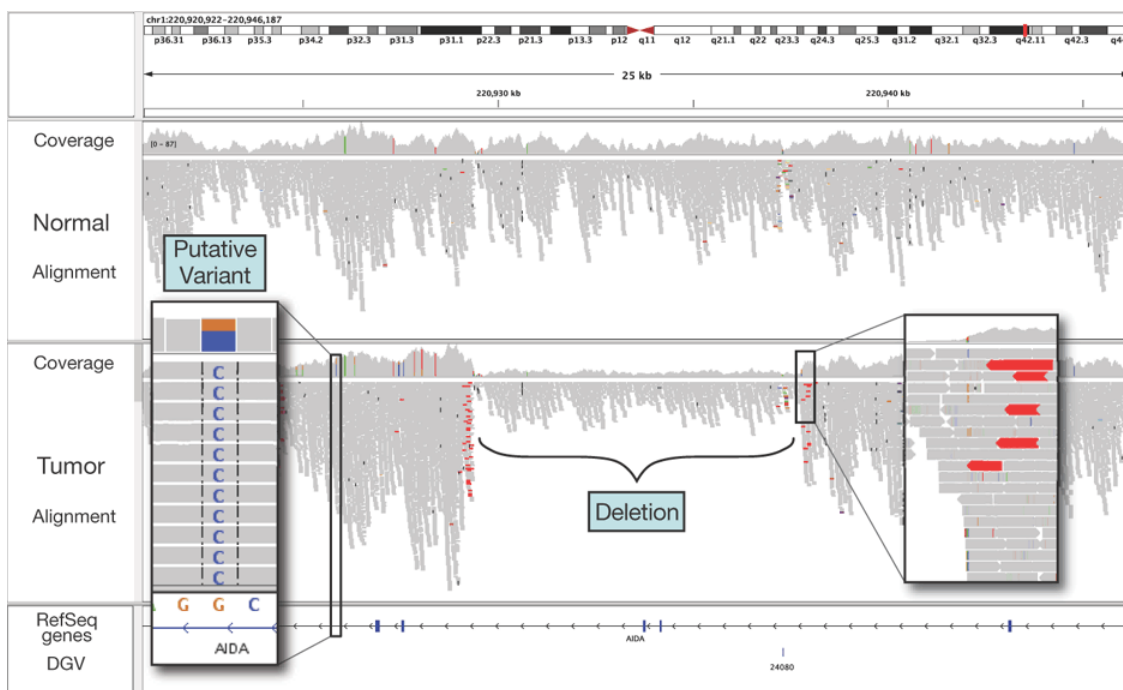 chr1:220,920,922-220,946,187
p36.31 p36.13 p35.3 p34.2 p32.3 p31.3 p31.1 p22.3 p21.3 p13.3 p12 q11 q12 q21.1 q22 q23.3 q24.3 q25.3 q31.2 q32.1 q32.3 q42.11 q42.3 q4
25 kb
220,930 kb 220,940 kb
Coverage
[0 - 87]
Normal
Alignment
Putative
Variant
Coverage
C
C
C
C
C
C
C
C
C
C
C
Tumor
Alignment
Deletion
G G C
AIDA
RefSeq
genes
AIDA
DGV
24080